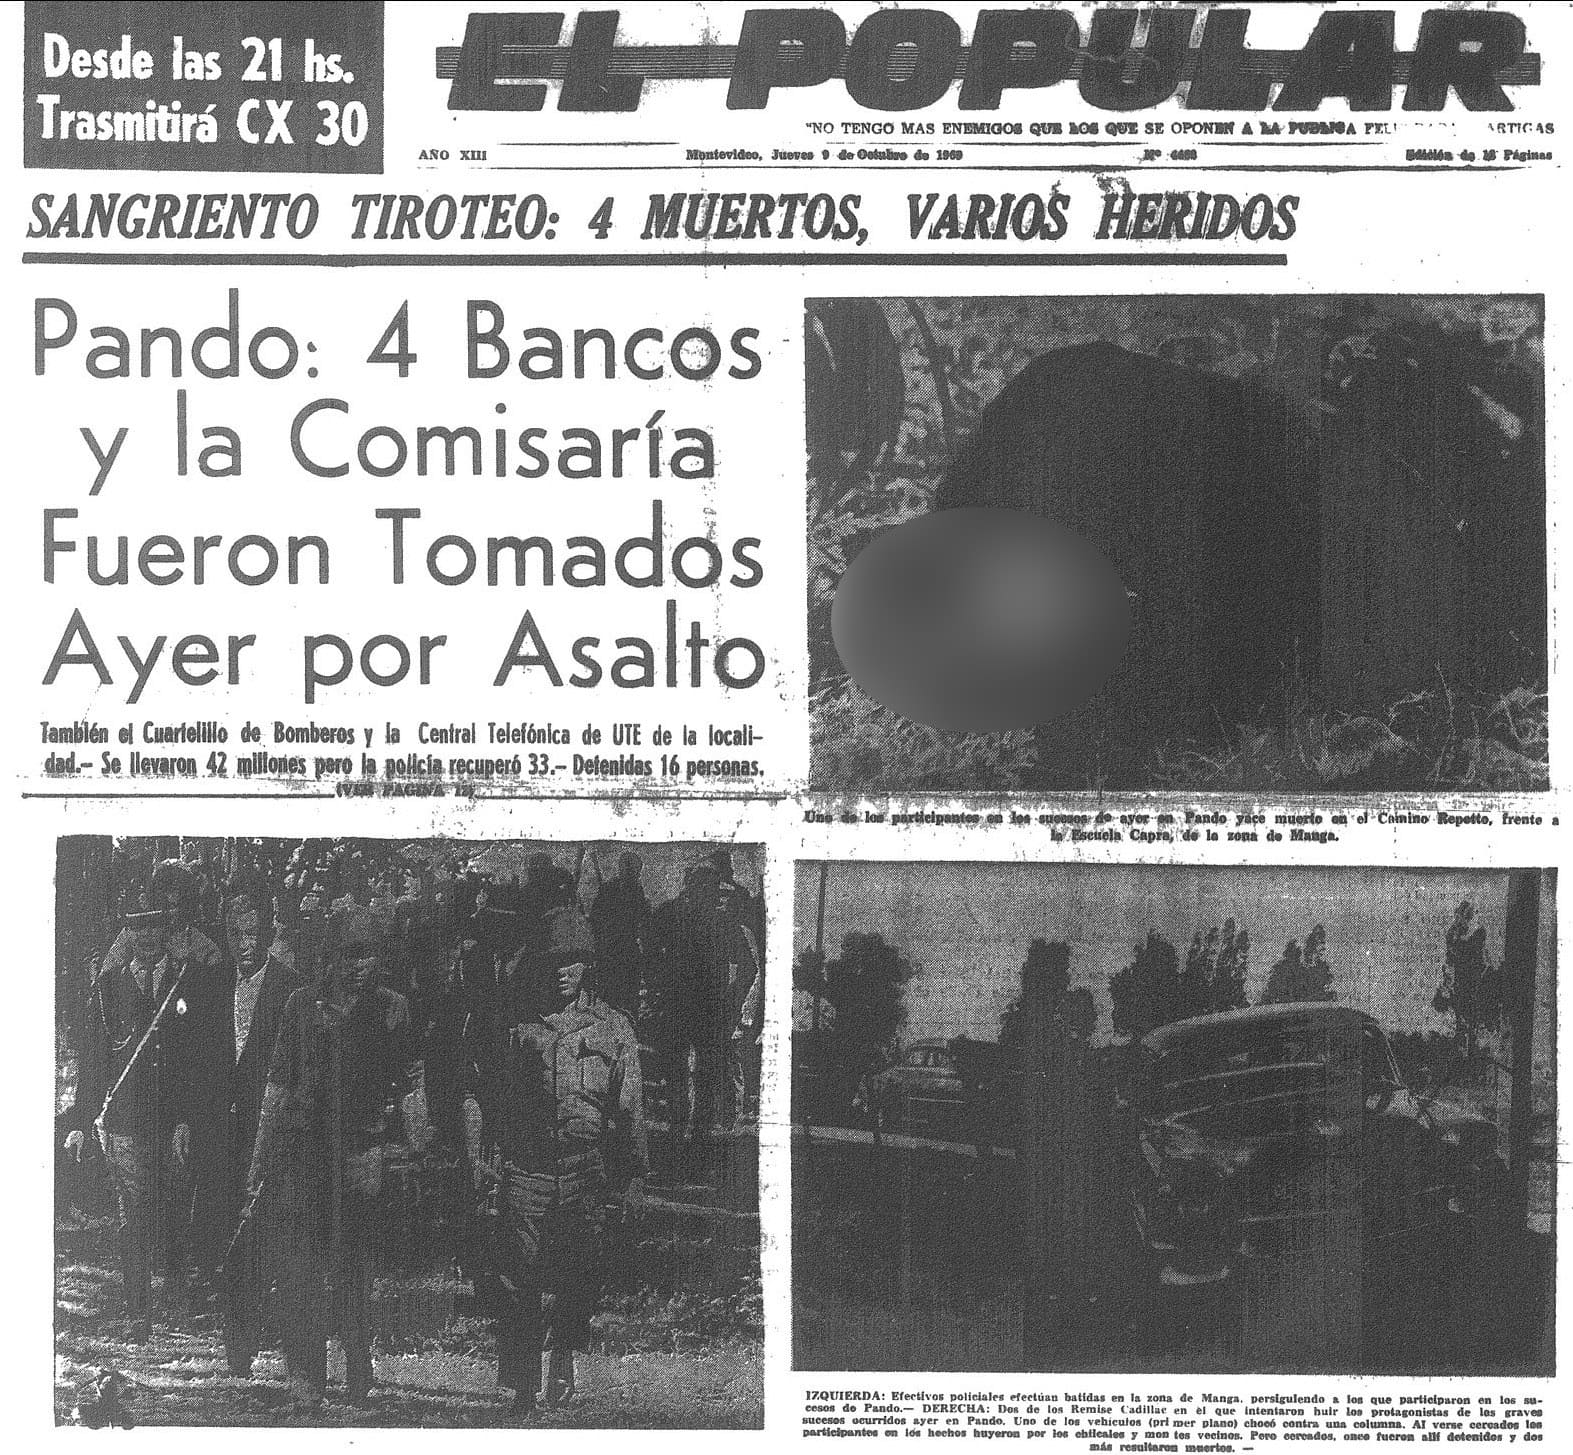 Desde las 21 hs.
Trasmitirá CX 30
EL POPULAR
"NO TENGO MAS ENEMIGOS QUE LOS QUE SE OPONEN A LA PUBLICA ARTIGAS
AÑO XIII Montevideo, Jueves 9 de Octubre de 1969 Nº Edición de Páginas
SANGRIENTO TIROTEO: 4 MUERTOS, VARIOS HERIDOS
Pando: 4 Bancos
y la Comisaría
Fueron Tomados
Ayer por Asalto
También el Cuartelillo de Bomberos y la Central Telefónica de UTE de la locali-
dad.— Se llevaron 42 millones pero la policía recuperó 33.— Detenidas 16 personas.
(VER PAGINA 12)
Uno de los participantes en los sucesos de ayer en Pando yace muerto en el Camino Repetto, frente a
la Escuela Capra, de la zona de Manga.
IZQUIERDA: Efectivos policiales efectúan batidas en la zona de Manga, persiguiendo a los que participaron en los su-
cesos de Pando.— DERECHA: Dos de los Remise Cadillac en él que intentaron huir los protagonistas de los graves
sucesos ocurridos ayer en Pando. Uno de los vehículos (pri mer plano) chocó contra una columna. Al verse cercados los
participantes en los hechos huyeron por los chilcales y mon tes vecinos. Pero cercados, once fueron allí detenidos y dos
más resultaron muertos. —